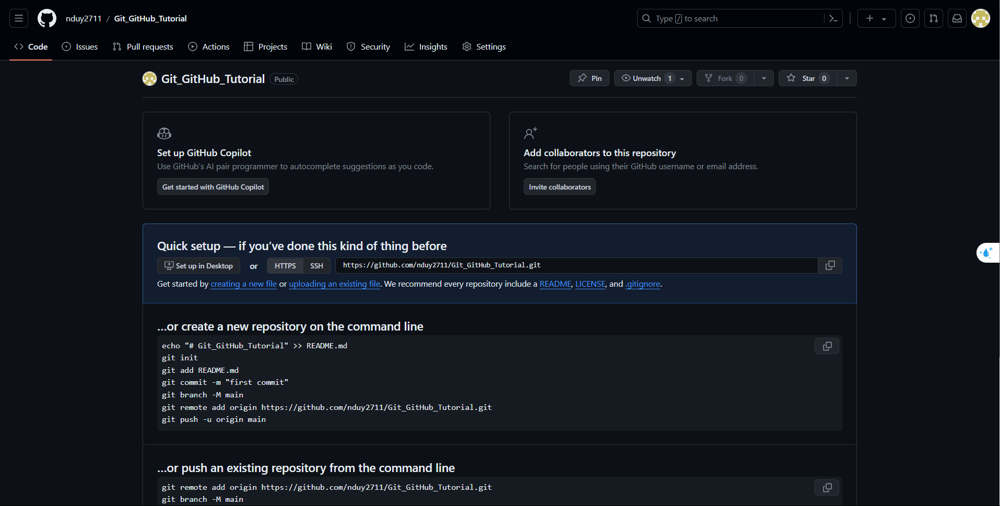 nduy2711 / Git_GitHub_Tutorial
Type / to search
Code Issues Pull requests Actions Projects Wiki Security Insights Settings
Git_GitHub_Tutorial Public
Pin Unwatch 1 Fork 0 Star 0
Set up GitHub Copilot
Use GitHub's AI pair programmer to autocomplete suggestions as you code.
Get started with GitHub Copilot
Add collaborators to this repository
Search for people using their GitHub username or email address.
Invite collaborators
Quick setup — if you’ve done this kind of thing before
Set up in Desktop or HTTPS SSH https://github.com/nduy2711/Git_GitHub_Tutorial.git
Get started by creating a new file or uploading an existing file. We recommend every repository include a README, LICENSE, and .gitignore.
…or create a new repository on the command line
echo "# Git_GitHub_Tutorial" >> README.md
git init
git add README.md
git commit -m "first commit"
git branch -M main
git remote add origin https://github.com/nduy2711/Git_GitHub_Tutorial.git
git push -u origin main
…or push an existing repository from the command line
git remote add origin https://github.com/nduy2711/Git_GitHub_Tutorial.git
git branch -M main